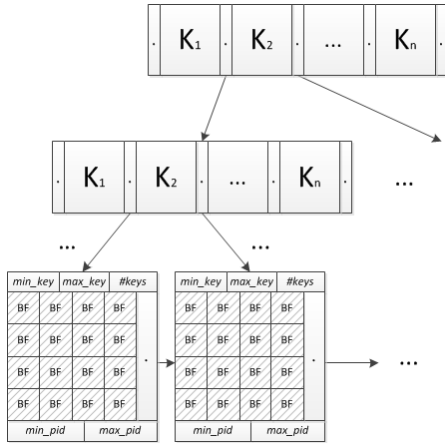 . K1 . K2 . ... . Kn .
. K1 . K2 . ... . Kn . ...
... ...
min_key max_key #keys min_key max_key #keys
BF BF BF BF BF BF BF BF
BF BF BF BF . BF BF BF BF . ...
BF BF BF BF BF BF BF BF
BF BF BF BF BF BF BF BF
min_pid max_pid min_pid max_pid